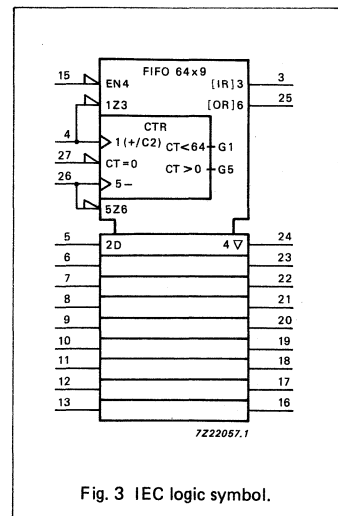 FIFO 64x9
15 EN4 [IR]3 3
1Z3 [OR]6 25
CTR
4 1(+/C2) CT<64 G1
27 CT=0 CT>0 G5
26 5−
5Z6
5 2D 4 ▽ 24
6 23
7 22
8 21
9 20
10 19
11 18
12 17
13 16
7Z22057.1
Fig. 3 IEC logic symbol.